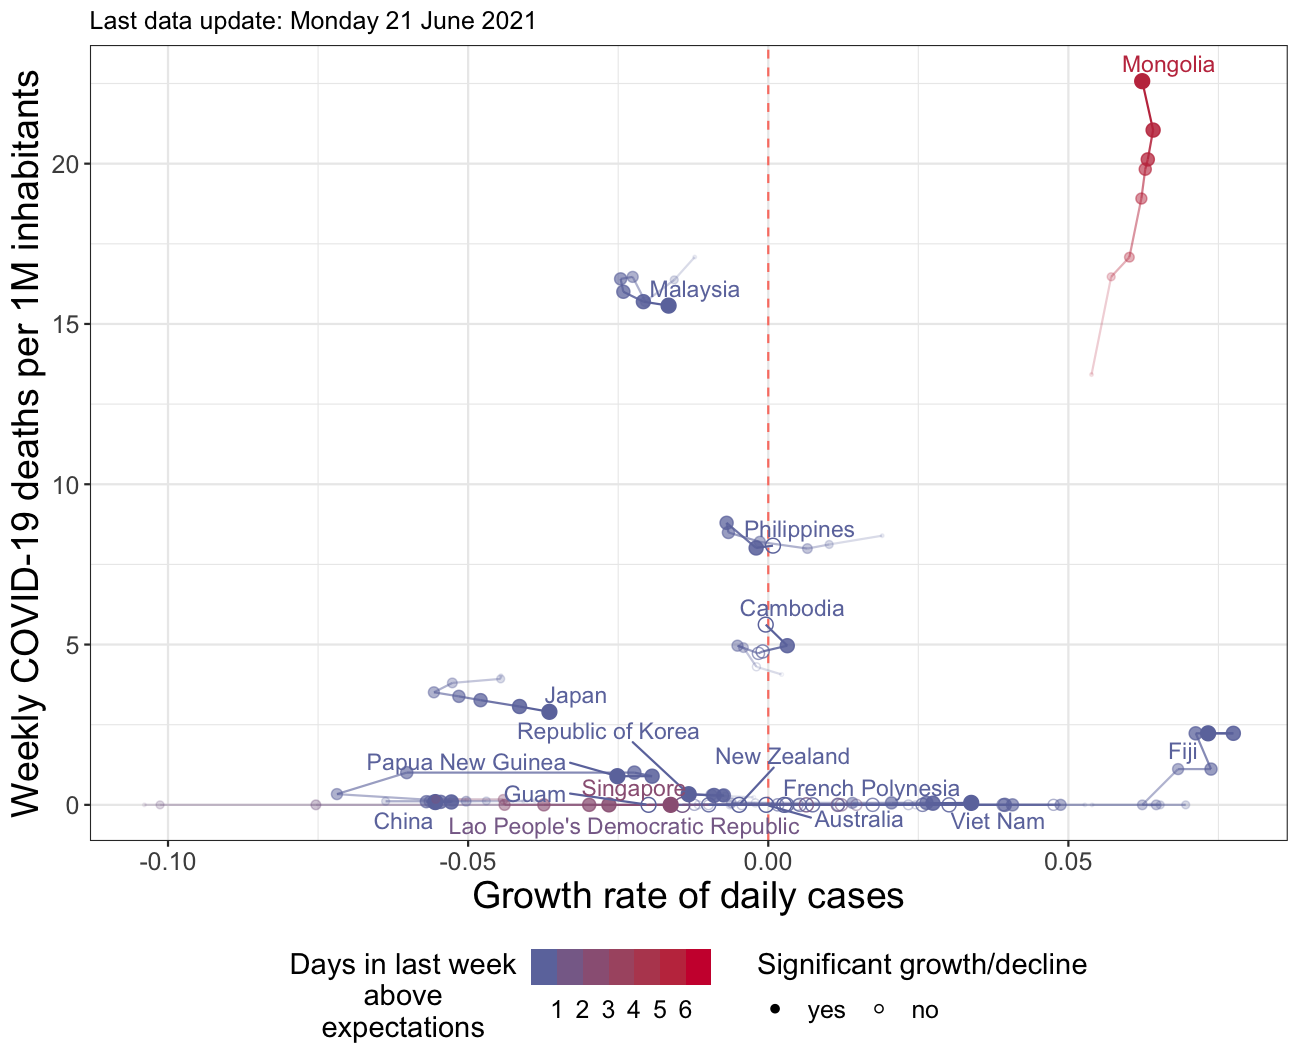 Last data update: Monday 21 June 2021
Weekly COVID-19 deaths per 1M inhabitants
20
15
10
5
0
Mongolia
Malaysia
Philippines
Cambodia
Japan
Republic of Korea
Fiji
New Zealand
Papua New Guinea
Singapore
French Polynesia
Guam
China
Lao People's Democratic Republic
Australia
Viet Nam
-0.10
-0.05
0.00
0.05
Growth rate of daily cases
Days in last week
above
expectations
1 2 3 4 5 6
Significant growth/decline
yes
no